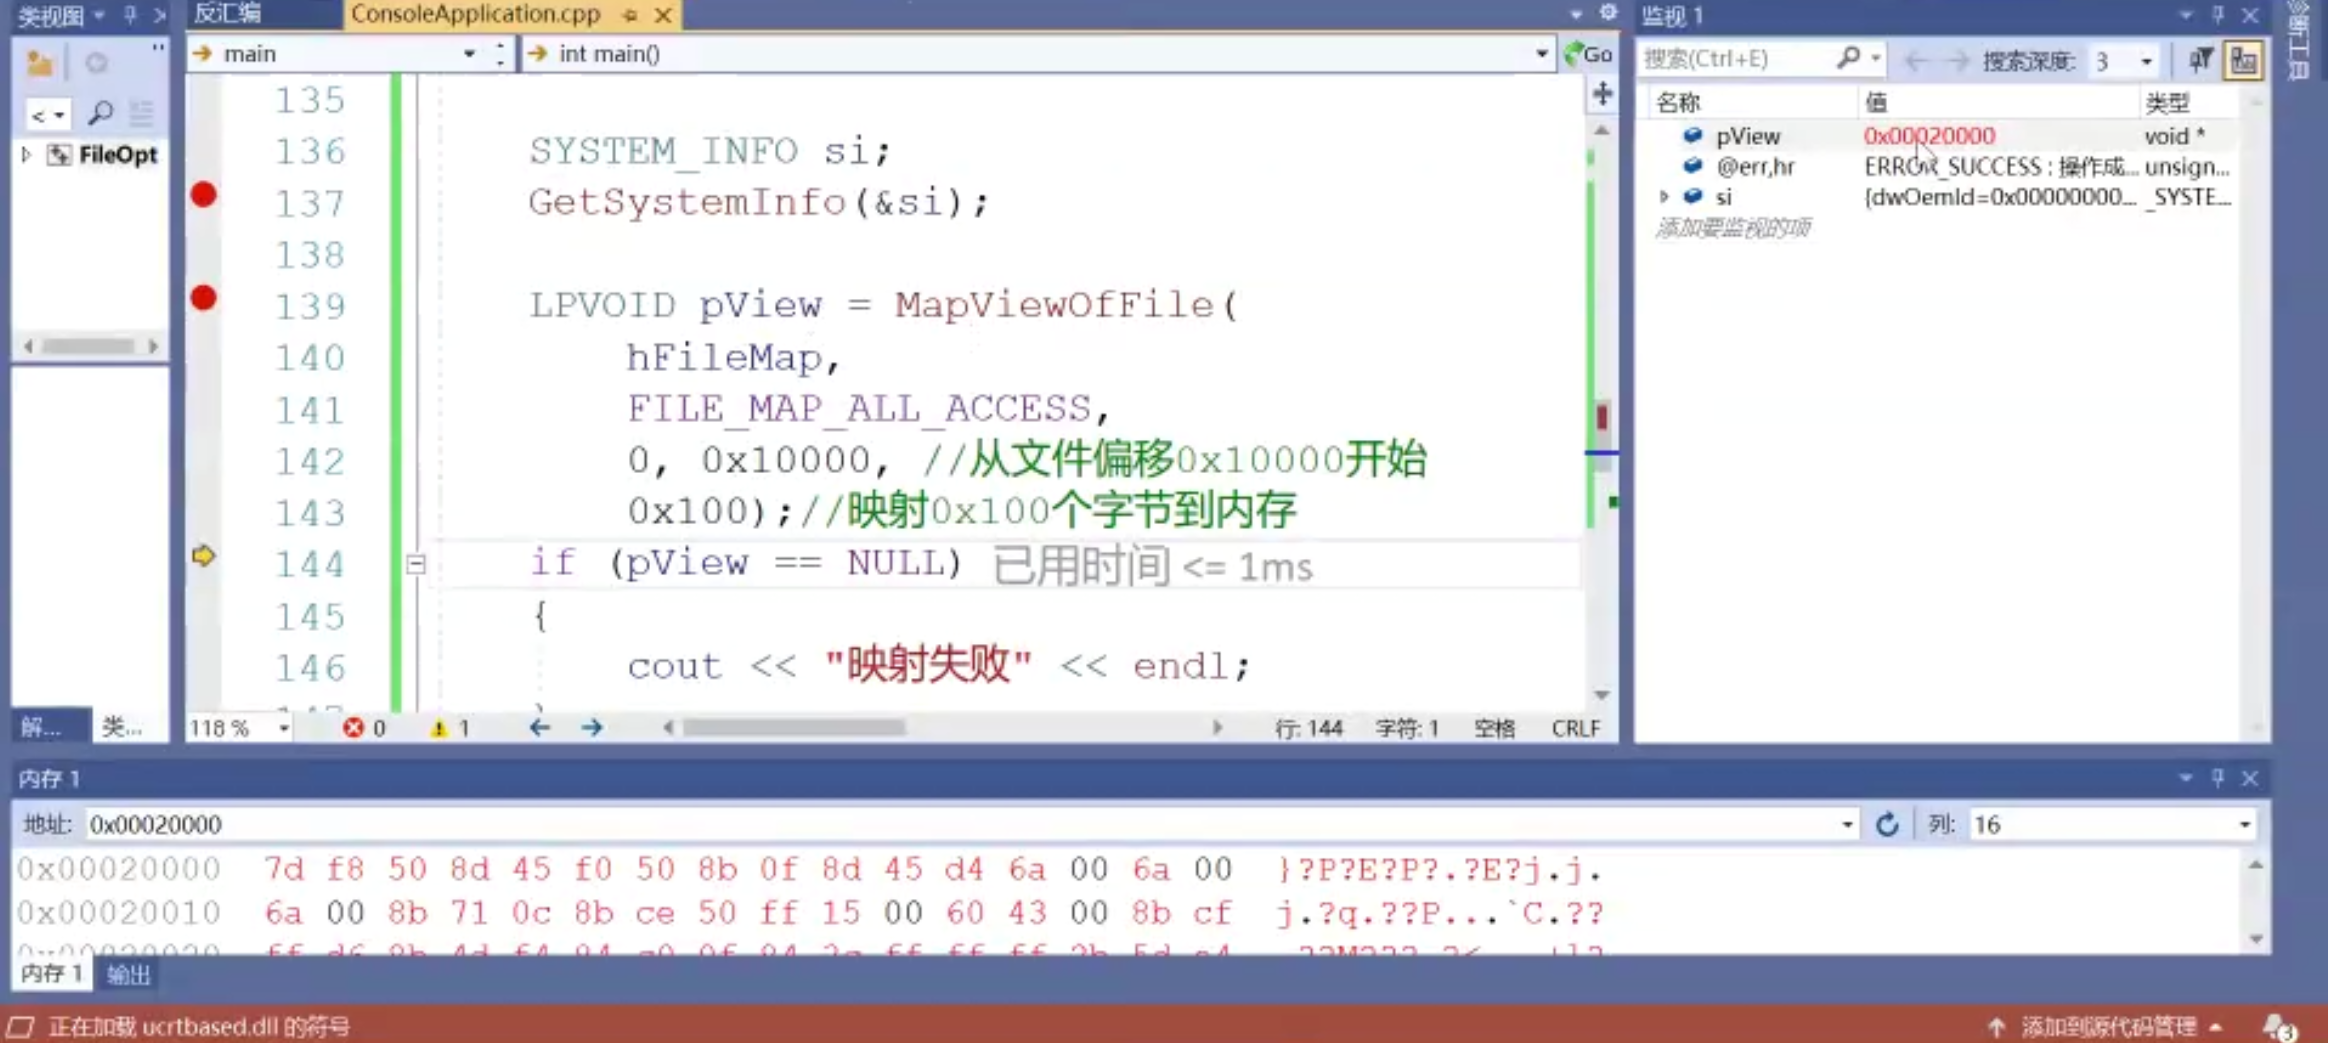 类视图
反汇编
ConsoleApplication.cpp
监视 1
诊断工具
main
int main()
Go
搜索(Ctrl+E)
搜索深度: 3
<
FileOpt
名称 值 类型
pView 0x00020000 void *
@err,hr ERROR_SUCCESS : 操作成... unsign...
si {dwOemId=0x00000000... _SYSTE...
添加要监视的项
135
136 SYSTEM_INFO si;
137 GetSystemInfo(&si);
138
139 LPVOID pView = MapViewOfFile(
140 hFileMap,
141 FILE_MAP_ALL_ACCESS,
142 0, 0x10000, //从文件偏移0x10000开始
143 0x100);//映射0x100个字节到内存
144 if (pView == NULL) 已用时间 <= 1ms
145 {
146 cout << "映射失败" << endl;
解... 类...
118 % 0 1 行: 144 字符: 1 空格 CRLF
内存 1
地址: 0x00020000 列: 16
0x00020000 7d f8 50 8d 45 f0 50 8b 0f 8d 45 d4 6a 00 6a 00 }?P?E?P?.?E?j.j.
0x00020010 6a 00 8b 71 0c 8b ce 50 ff 15 00 60 43 00 8b cf j.?q.??P...`C.??
内存 1 输出
正在加载 ucrtbased.dll 的符号 添加到源代码管理 3